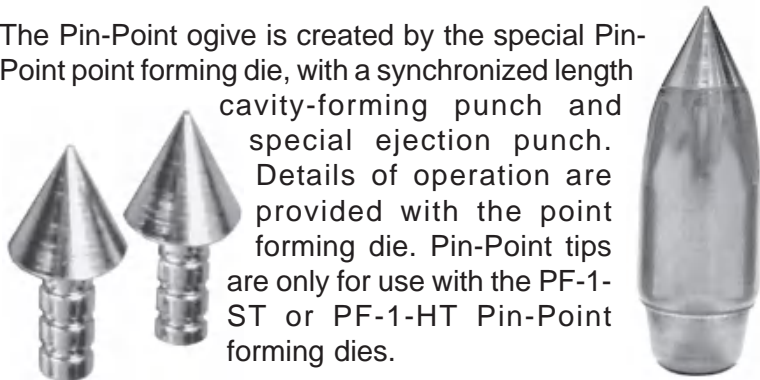 The Pin-Point ogive is created by the special Pin-
Point point forming die, with a synchronized length
cavity-forming punch and
special ejection punch.
Details of operation are
provided with the point
forming die. Pin-Point tips
are only for use with the PF-1-
ST or PF-1-HT Pin-Point
forming dies.